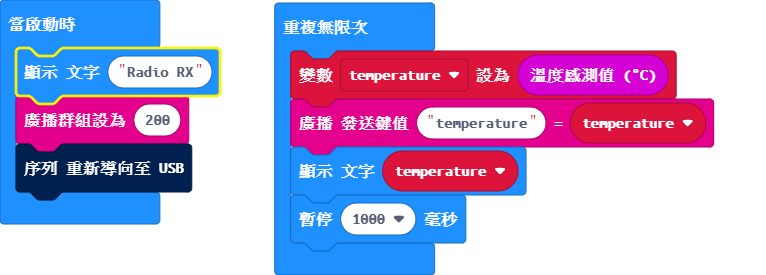 當啟動時
顯示 文字 "Radio RX"
廣播群組設為 200
序列 重新導向至 USB
重複無限次
變數 temperature 設為 溫度感測值 (°C)
廣播 發送鍵值 "temperature" = temperature
顯示 文字 temperature
暫停 1000 毫秒